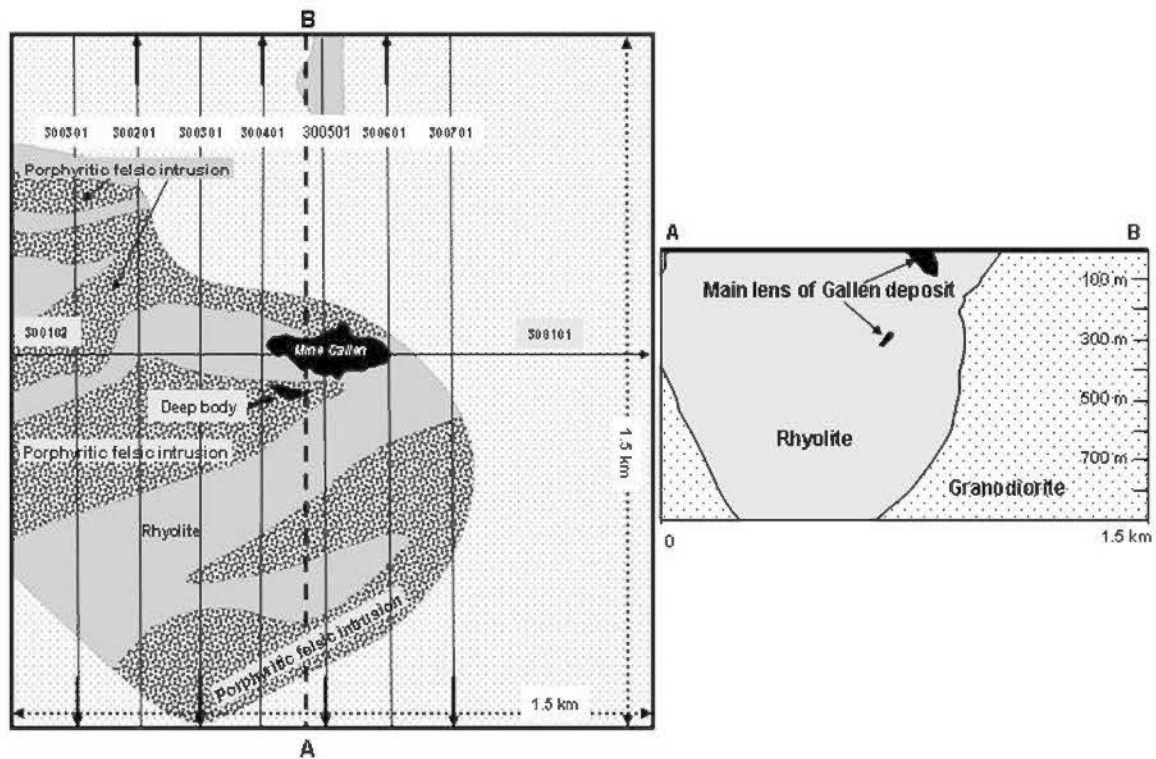 B
300301 300201 300301 300401 300501 300601 300701
Porphyritic felsic intrusion
300102
Mine Gallen
300101
Deep body
Porphyritic felsic intrusion
Rhyolite
Porphyritic felsic intrusion
1.5 km
1.5 km
A
A
B
Main lens of Gallen deposit
100 m
300 m
500 m
700 m
Rhyolite
Granodiorite
0
1.5 km